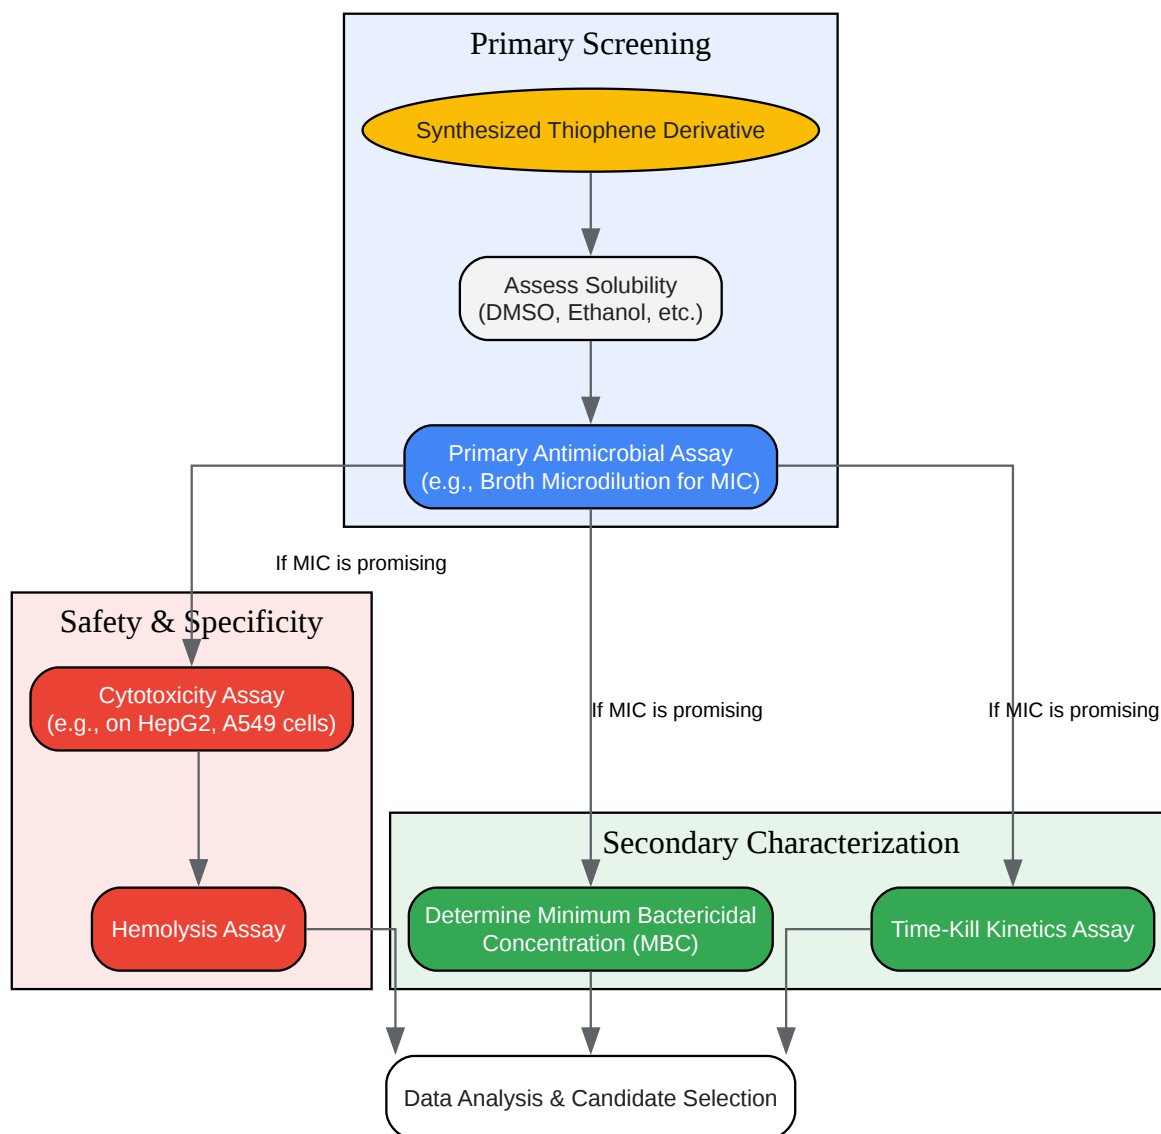 Primary Screening
Synthesized Thiophene Derivative
Assess Solubility
(DMSO, Ethanol, etc.)
Primary Antimicrobial Assay
(e.g., Broth Microdilution for MIC)
If MIC is promising
Safety & Specificity
Cytotoxicity Assay
(e.g., on HepG2, A549 cells)
If MIC is promising
If MIC is promising
Secondary Characterization
Hemolysis Assay
Determine Minimum Bactericidal
Concentration (MBC)
Time-Kill Kinetics Assay
Data Analysis & Candidate Selection